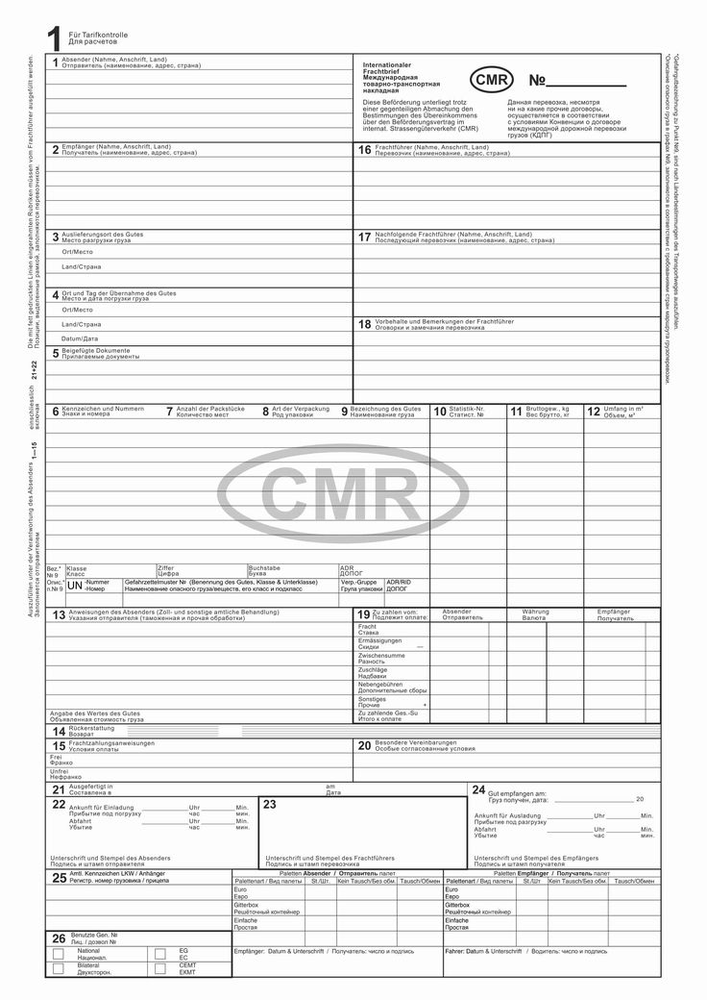 1 Für Tarifkontrolle
Для расчетов
1 Absender (Nahme, Anschrift, Land)
Отправитель (наименование, адрес, страна)
Internationaler
Frachtbrief
Международная
товарно-транспортная
накладная
CMR
№
Diese Beförderung unterliegt trotz
einer gegenteiligen Abmachung den
Bestimmungen des Übereinkommens
über den Beförderungsvertrag im
internat. Strassengüterverkehr (CMR)
Данная перевозка, несмотря
ни на какие прочие договоры,
осуществляется в соответствии
с условиями Конвенции о договоре
международной дорожной перевозки
грузов (КДПГ)
2 Empfänger (Nahme, Anschrift, Land)
Получатель (наименование, адрес, страна)
16 Frachtführer (Nahme, Anschrift, Land)
Перевозчик (наименование, адрес, страна)
3 Auslieferungsort des Gutes
Место разгрузки груза
Ort/Место
Land/Страна
17 Nachfolgende Frachtführer (Nahme, Anschrift, Land)
Последующий перевозчик (наименование, адрес, страна)
4 Ort und Tag der Übernahme des Gutes
Место и дата погрузки груза
Ort/Место
Land/Страна
Datum/Дата
18 Vorbehalte und Bemerkungen der Frachtführer
Оговорки и замечания перевозчика
5 Beigefügte Dokumente
Прилагаемые документы
6 Kennzeichen und Nummern
Знаки и номера
7 Anzahl der Packstücke
Количество мест
8 Art der Verpackung
Род упаковки
9 Bezeichnung des Gutes
Наименование груза
10 Statistik-Nr.
Статист. №
11 Bruttogew., kg
Вес брутто, кг
12 Umfang in m³
Объем, м³
CMR
Bez.*
№ 9
Опис.*
п.№ 9
Klasse
Класс
Ziffer
Цифра
Buchstabe
Буква
ADR
ДОПОГ
UN -Nummer
-Номер
Gefahrzettelmuster № (Benennung des Gutes, Klasse & Unterklasse)
Наименование опасного груза/веществ, его класс и подкласс
Verp.-Gruppe
Група упаковки
ADR/RID
ДОПОГ
13 Anweisungen des Absenders (Zoll- und sonstige amtliche Behandlung)
Указания отправителя (таможенная и прочая обработки)
Angabe des Wertes des Gutes
Объявленная стоимость груза
19 Zu zahlen vom:
Подлежит оплате:
Absender
Отправитель
Währung
Валюта
Empfänger
Получатель
Fracht
Ставка
Ermässigungen
Скидки —
Zwischensumme
Разность
Zuschläge
Надбавки
Nebengebühren
Дополнительные сборы
Sonstiges
Прочие +
Zu zahlende Ges.-Su
Итого к оплате
14 Rückerstattung
Возврат
15 Frachtzahlungsanweisungen
Условия оплаты
Frei
Франко
Unfrei
Нефранко
20 Besondere Vereinbarungen
Особые согласованные условия
21 Ausgefertigt in
Составлена в
am
Дата
22 Ankunft für Einladung Uhr Min.
Прибытие под погрузку час мин.
Abfahrt Uhr Min.
Убытие час мин.
Unterschrift und Stempel des Absenders
Подпись и штамп отправителя
23
Unterschrift und Stempel des Frachtführers
Подпись и штамп перевозчика
24 Gut empfangen am:
Груз получен, дата: 20
Ankunft für Ausladung Uhr Min.
Прибытие под разгрузку час мин.
Abfahrt Uhr Min.
Убытие час мин.
Unterschrift und Stempel des Empfängers
Подпись и штамп получателя
25 Amtl. Kennzeichen LKW / Anhänger
Регистр. номер грузовика / прицепа
Paletten Absender / Отправитель палет
Palettenart / Вид палеты St./Шт. Kein Tausch/Без обм. Tausch/Обмен
Euro
Евро
Gitterbox
Решёточный контейнер
Einfache
Простая
Empfänger: Datum & Unterschrift / Получатель: число и подпись
Paletten Empfänger / Получатель палет
Palettenart / Вид палеты St./Шт Kein Tausch/Без обм. Tausch/Обмен
Euro
Евро
Gitterbox
Решёточный контейнер
Einfache
Простая
Fahrer: Datum & Unterschrift / Водитель: число и подпись
26 Benutzte Gen. №
Лиц. / дозвол №
National
Национал.
EG
ЕС
Bilateral
Двухсторон.
CEMT
ЕКМТ
Die mit fett gedruckten Linien eingerahmten Rubriken müssen vom Frachtführer ausgefüllt werden.
Позиции, выделенные рамкой, заполняются перевозчиком.
Auszufüllen unter der Verantwortung des Absenders 1—15 einschliesslich 21+22
Заполняется отправителем включая
*Gefahrgutbezeichnung zu Punkt №9, sind nach Länderbestimmungen des Transportweges auszufüllen.
*Описание опасного груза в графах №9, заполняется в соответствии с требованиями стран маршрута грузоперевозки.